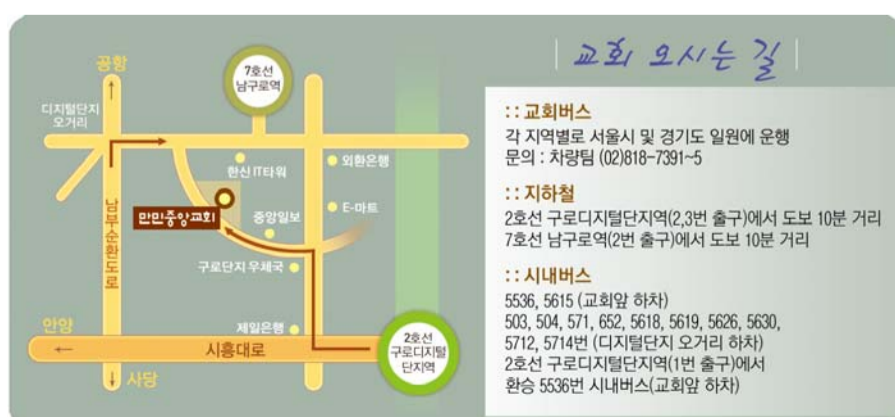 교회 오시는 길
공항
7호선
남구로역
디지털단지
오거리
한신 IT타워
외환은행
만민중앙교회
중앙일보
E-마트
남부순환도로
구로단지 우체국
제일은행
안양
←
시흥대로
2호선
구로디지털
단지역
사당
::교회버스
각 지역별로 서울시 및 경기도 일원에 운행
문의 : 차량팀 (02)818-7391~5
::지하철
2호선 구로디지털단지역(2,3번 출구)에서 도보 10분 거리
7호선 남구로역(2번 출구)에서 도보 10분 거리
::시내버스
5536, 5615 (교회앞 하차)
503, 504, 571, 652, 5618, 5619, 5626, 5630,
5712, 5714번 (디지털단지 오거리 하차)
2호선 구로디지털단지역(1번 출구)에서
환승 5536번 시내버스(교회앞 하차)